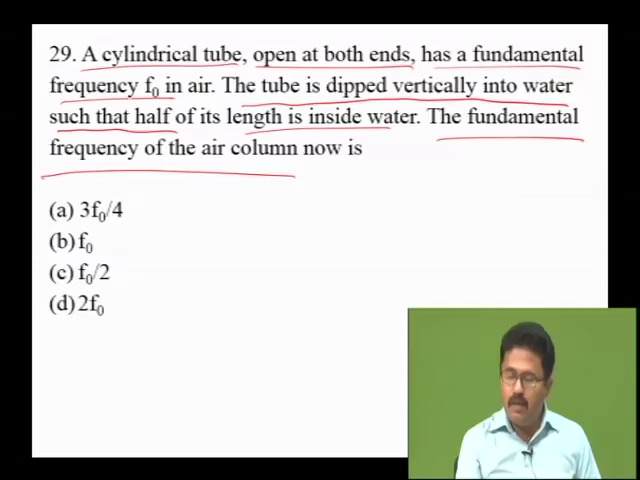 29. A cylindrical tube, open at both ends, has a fundamental
frequency f₀ in air. The tube is dipped vertically into water
such that half of its length is inside water. The fundamental
frequency of the air column now is
(a) 3f₀/4
(b) f₀
(c) f₀/2
(d) 2f₀